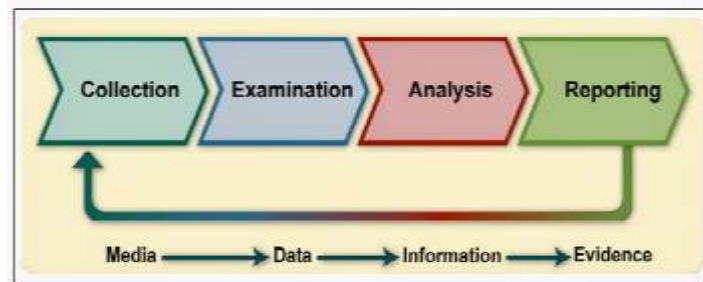 Collection Examination Analysis Reporting
Media Data Information Evidence